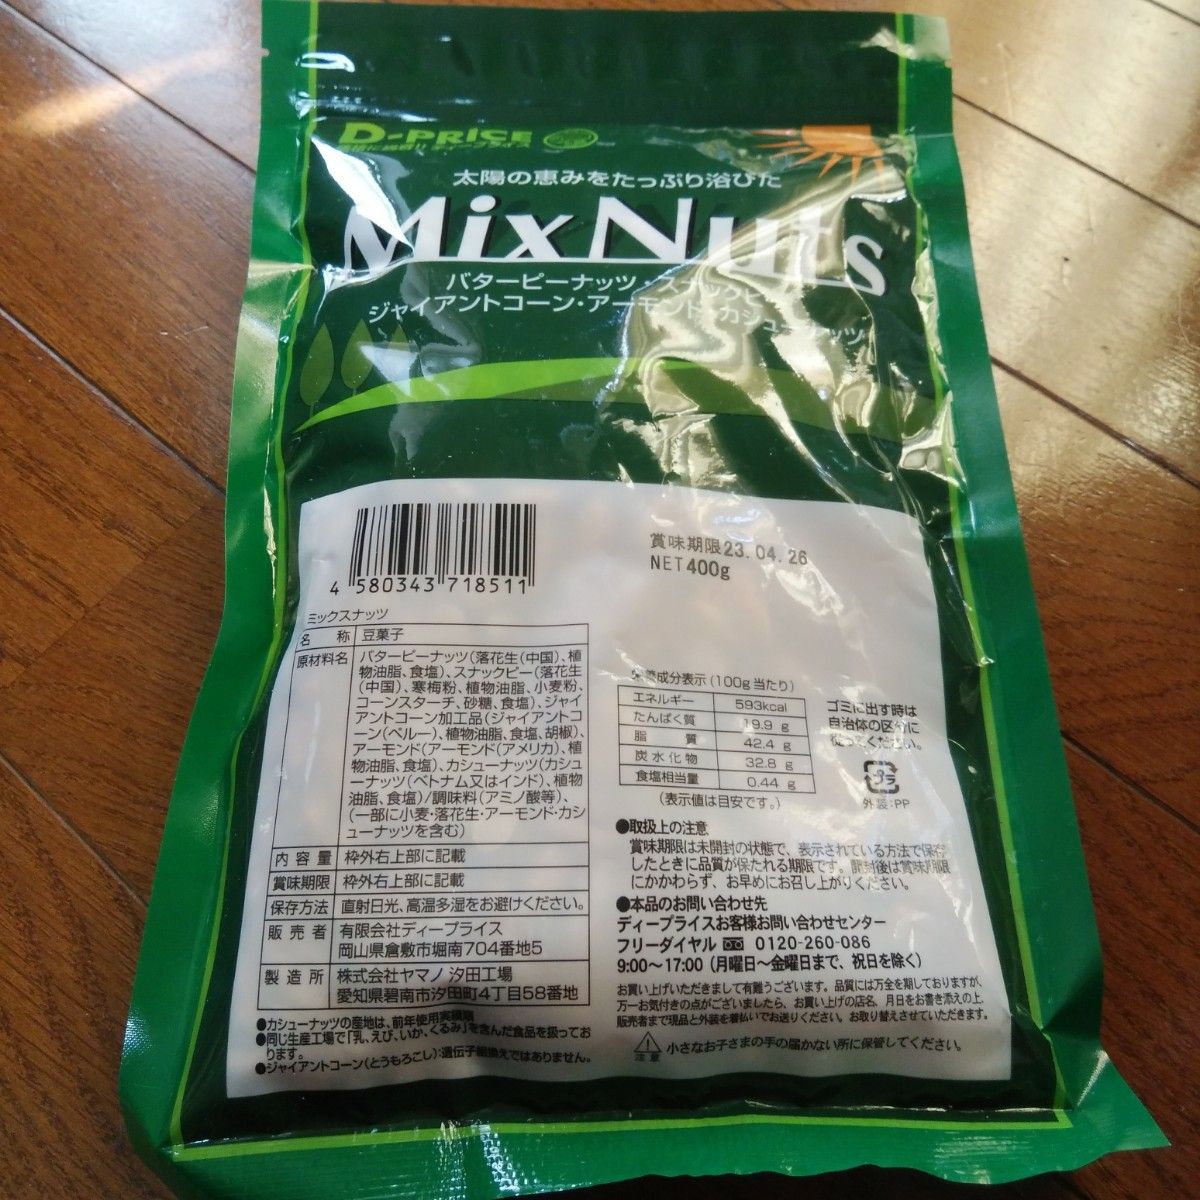 D-PRICE
太陽の恵みをたっぷり浴びた
MixNuts
バターピーナッツ・スナックピ
ジャイアントコーン・アーモンド・カシューナッツ
4 580343 718511
賞味期限23.04.26
NET400g
ミックスナッツ
名 称 豆菓子
原材料名 バターピーナッツ(落花生(中国)、植
物油脂、食塩)、スナックピー(落花生
(中国)、寒梅粉、植物油脂、小麦粉、
コーンスターチ、砂糖、食塩)、ジャイ
アントコーン加工品(ジャイアントコ
ーン(ペルー)、植物油脂、食塩、胡椒)、
アーモンド(アーモンド(アメリカ)、植
物油脂、食塩)、カシューナッツ(カシュ
ーナッツ(ベトナム又はインド)、植物
油脂、食塩)/調味料(アミノ酸等)、
(一部に小麦・落花生・アーモンド・カシ
ューナッツを含む)
内容量 枠外右上部に記載
賞味期限 枠外右上部に記載
保存方法 直射日光、高温多湿をお避けください。
販売者 有限会社ディープライス
岡山県倉敷市堀南704番地5
製造所 株式会社ヤマノ 汐田工場
愛知県碧南市汐田町4丁目58番地
●カシューナッツの産地は、前年使用実績順
●同じ生産工場で「乳、えび、いか、くるみ」を含んだ食品を扱ってお
ります。
●ジャイアントコーン(とうもろこし):遺伝子組換えではありません。
栄養成分表示(100g当たり)
エネルギー 593kcal
たんぱく質 19.9 g
脂 質 42.4 g
炭水化物 32.8 g
食塩相当量 0.44 g
(表示値は目安です。)
ゴミに出す時は
自治体の区分に
従ってください。
プラ
外装:PP
●取扱上の注意
賞味期限は未開封の状態で、表示されている方法で保存
したときに品質が保たれる期限です。開封後は賞味期限
にかかわらず、お早めにお召し上がりください。
●本品のお問い合わせ先
ディープライスお客様お問い合わせセンター
フリーダイヤル 0120-260-086
9:00～17:00(月曜日～金曜日まで、祝日を除く)
お買い上げいただきまして有難うございます。品質には万全を期しておりますが、
万一お気付きの点がございましたら、お買い上げの店名、月日をお書き添えの上、
販売者まで現品と外装を着払いでお送りください。お取り替えさせていただきます。
注意 小さなお子さまの手の届かない所に保管してください。